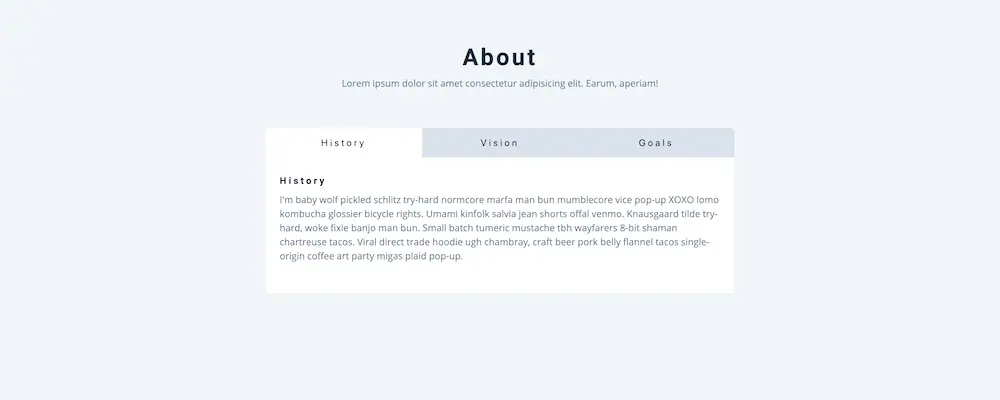 About
Lorem ipsum dolor sit amet consectetur adipisicing elit. Earum, aperiam!
History
Vision
Goals
History
I'm baby wolf pickled schlitz try-hard normcore marfa man bun mumblecore vice pop-up XOXO lomo
kombucha glossier bicycle rights. Umami kinfolk salvia jean shorts offal venmo. Knausgaard tilde try-
hard, woke fixie banjo man bun. Small batch tumeric mustache tbh wayfarers 8-bit shaman
chartreuse tacos. Viral direct trade hoodie ugh chambray, craft beer pork belly flannel tacos single-
origin coffee art party migas plaid pop-up.